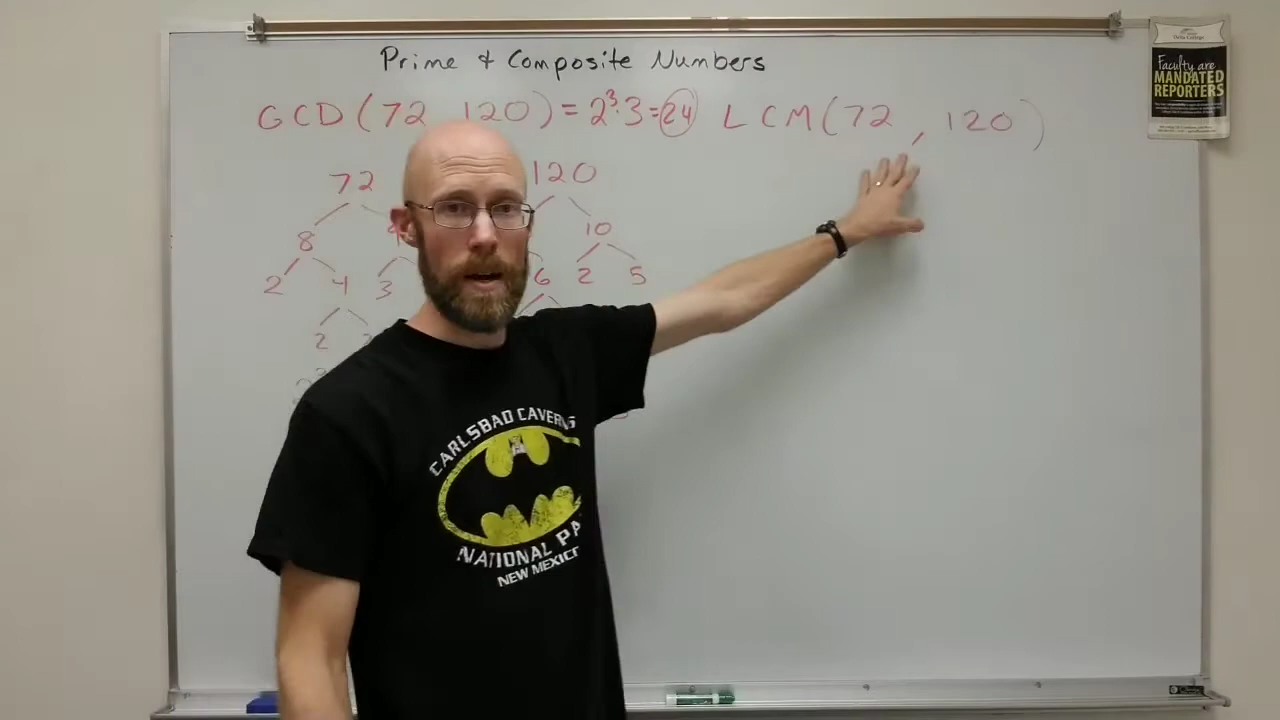 Prime & Composite Numbers
GCD(72 120) = 2³·3 = 24 LCM(72, 120)
72 120
8 10
2 4 3 6 2 5
2
Faculty are
MANDATED
REPORTERS
CARLSBAD CAVERNS
NATIONAL PA
NEW MEXICO